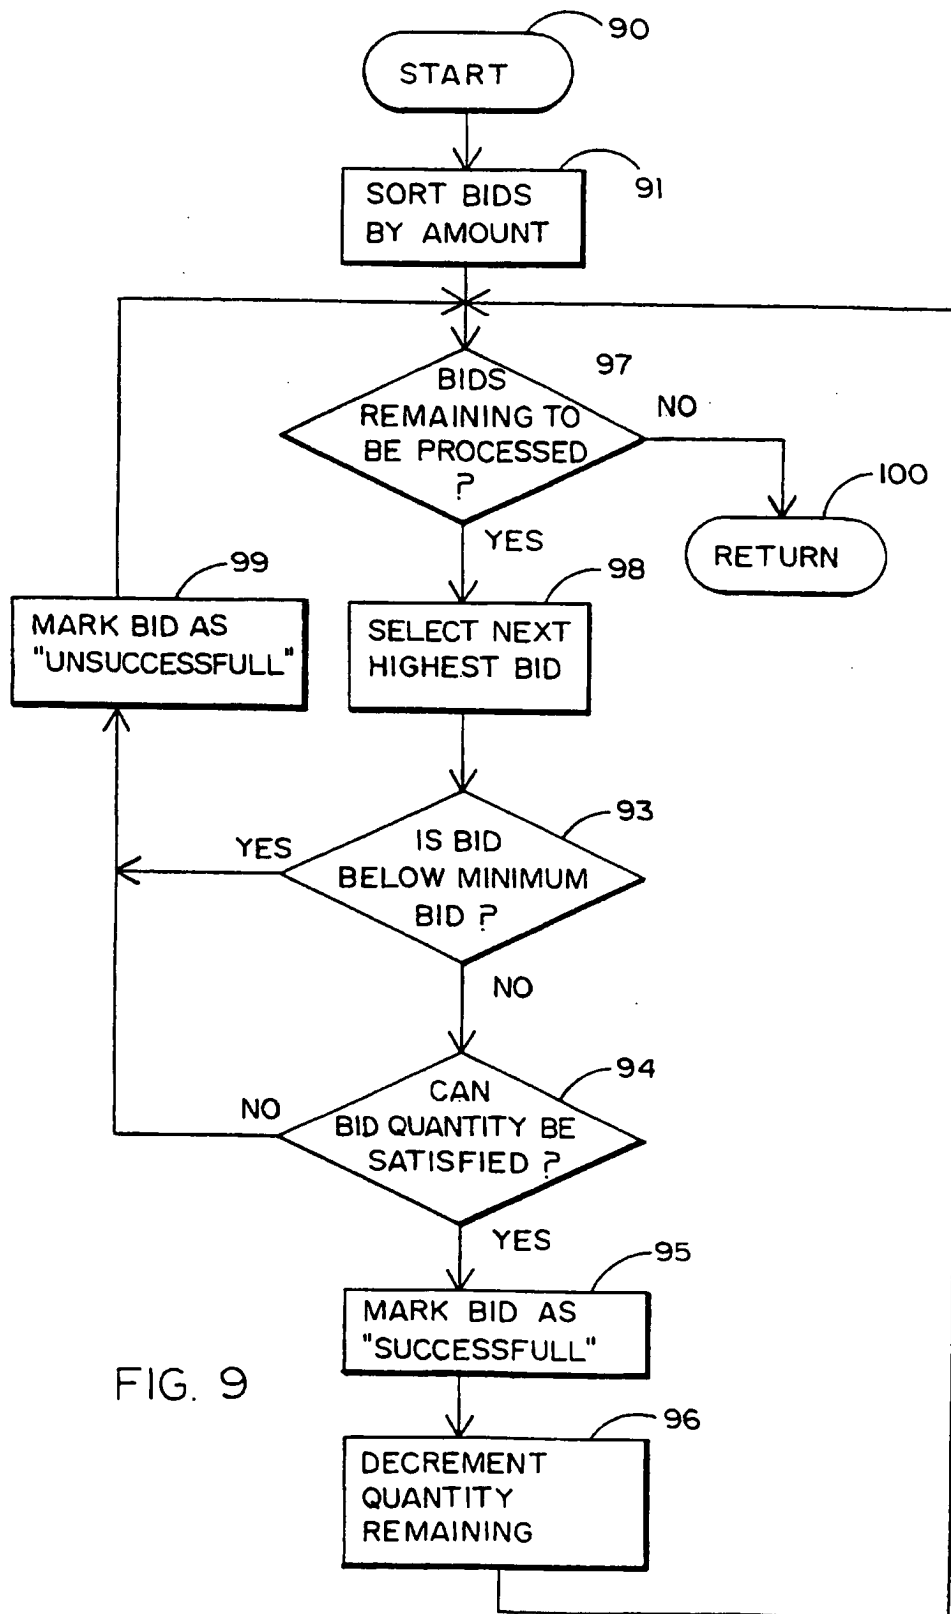 90
START
91
SORT BIDS
BY AMOUNT
97
BIDS
REMAINING TO
BE PROCESSED
?
NO
100
RETURN
YES
99
MARK BID AS
"UNSUCCESSFULL"
98
SELECT NEXT
HIGHEST BID
93
YES
IS BID
BELOW MINIMUM
BID ?
NO
94
NO
CAN
BID QUANTITY BE
SATISFIED ?
YES
95
MARK BID AS
"SUCCESSFULL"
FIG. 9
96
DECREMENT
QUANTITY
REMAINING